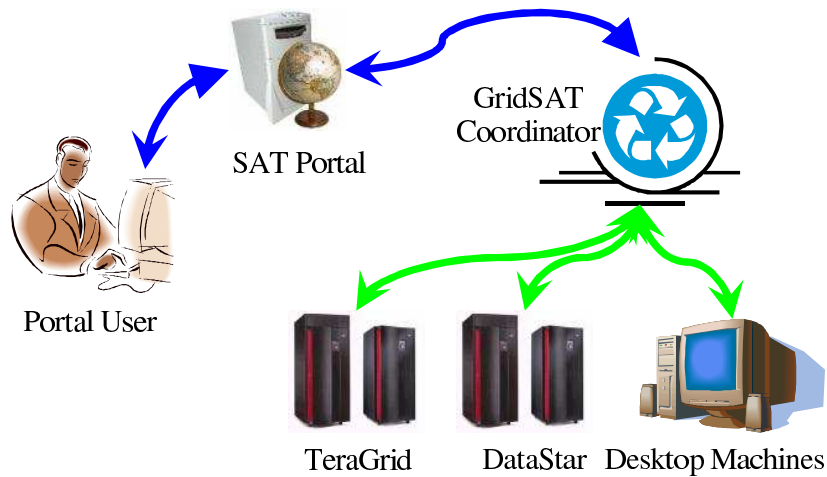 GridSAT
Coordinator
SAT Portal
Portal User
TeraGrid
DataStar
Desktop Machines